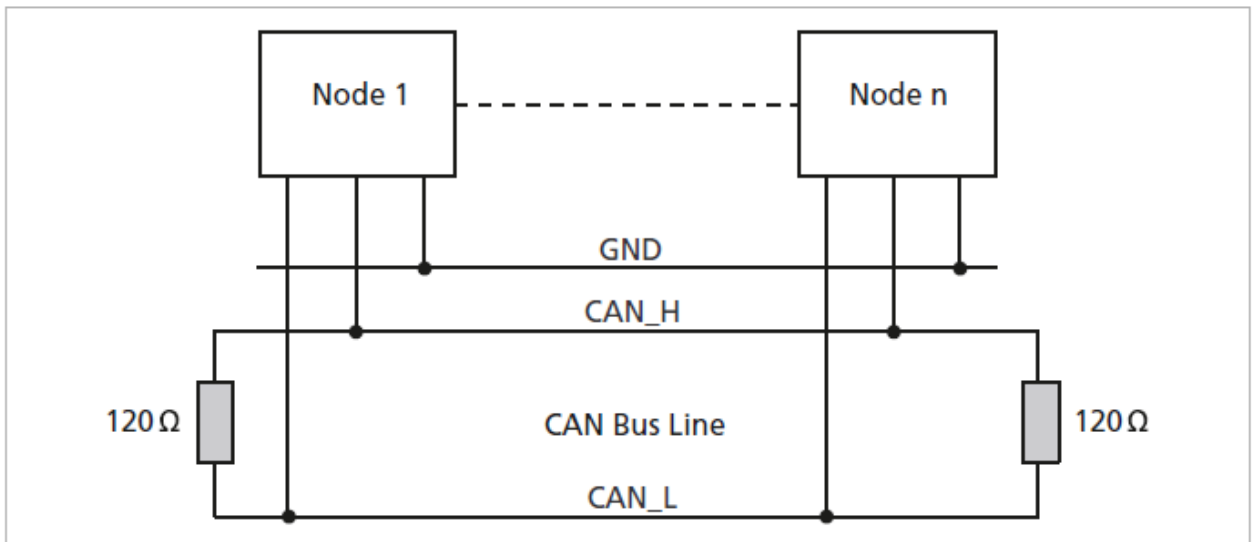 Node 1
Node n
GND
CAN_H
120 Ω
CAN Bus Line
120 Ω
CAN_L